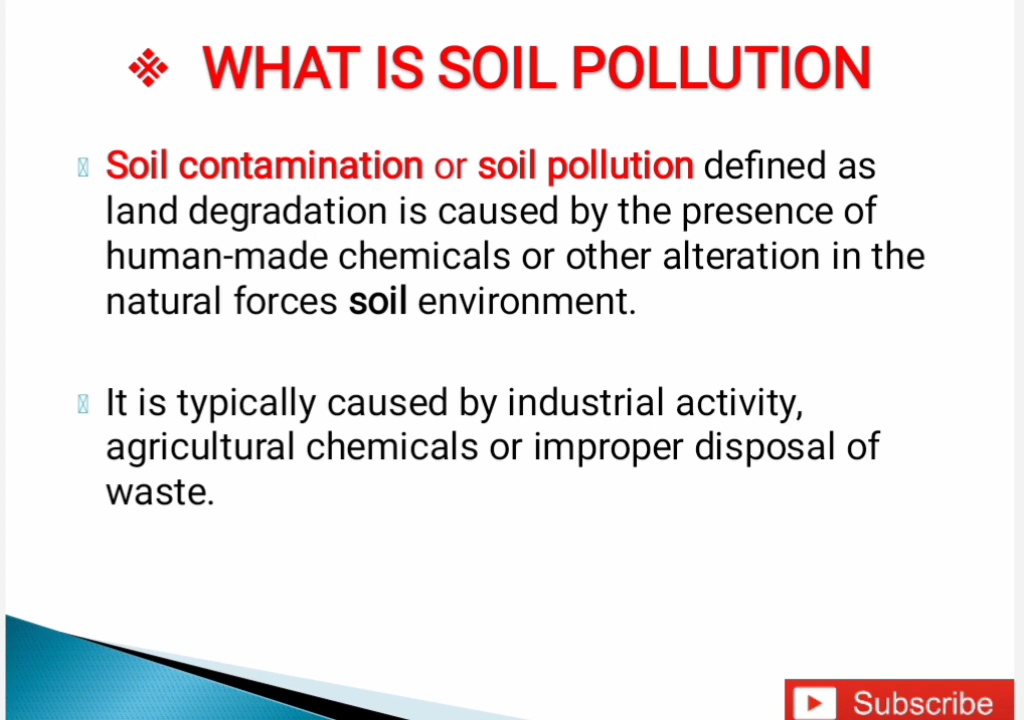 WHAT IS SOIL POLLUTION
Soil contamination or soil pollution defined as
land degradation is caused by the presence of
human-made chemicals or other alteration in the
natural forces soil environment.
It is typically caused by industrial activity,
agricultural chemicals or improper disposal of
waste.
Subscribe